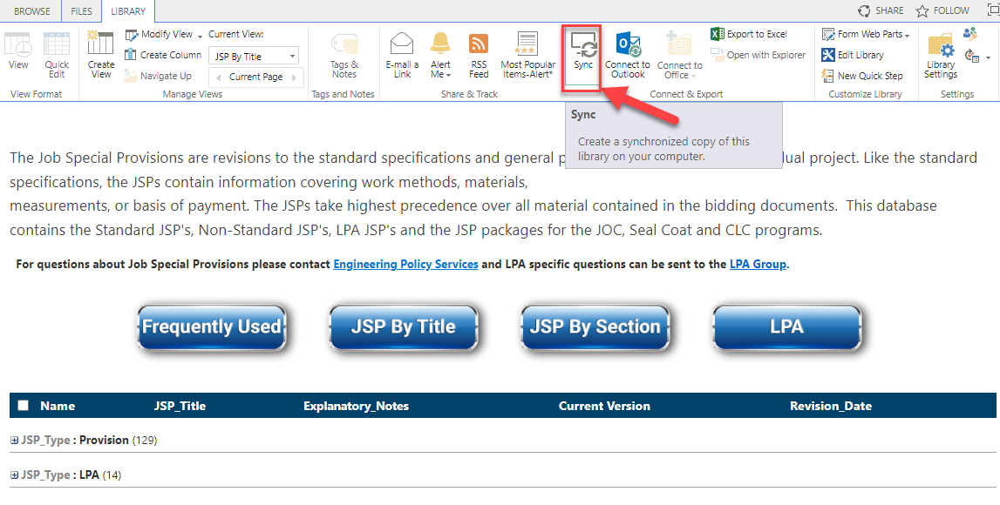 BROWSE FILES LIBRARY SHARE FOLLOW
View Quick Edit
View Format
Create View
Modify View
Create Column
Navigate Up
Current View:
JSP By Title
Current Page
Manage Views
Tags & Notes
Tags and Notes
E-mail a Link
Alert Me
RSS Feed
Most Popular Items-Alert*
Share & Track
Sync
Connect to Outlook
Connect to Office
Export to Excel
Open with Explorer
Connect & Export
Form Web Parts
Edit Library
New Quick Step
Customize Library
Library Settings
Settings
Sync
Create a synchronized copy of this
library on your computer.
The Job Special Provisions are revisions to the standard specifications and general p dual project. Like the standard
specifications, the JSPs contain information covering work methods, materials,
measurements, or basis of payment. The JSPs take highest precedence over all material contained in the bidding documents. This database
contains the Standard JSP's, Non-Standard JSP's, LPA JSP's and the JSP packages for the JOC, Seal Coat and CLC programs.
For questions about Job Special Provisions please contact Engineering Policy Services and LPA specific questions can be sent to the LPA Group.
Frequently Used JSP By Title JSP By Section LPA
Name JSP_Title Explanatory_Notes Current Version Revision_Date
JSP_Type : Provision (129)
JSP_Type : LPA (14)